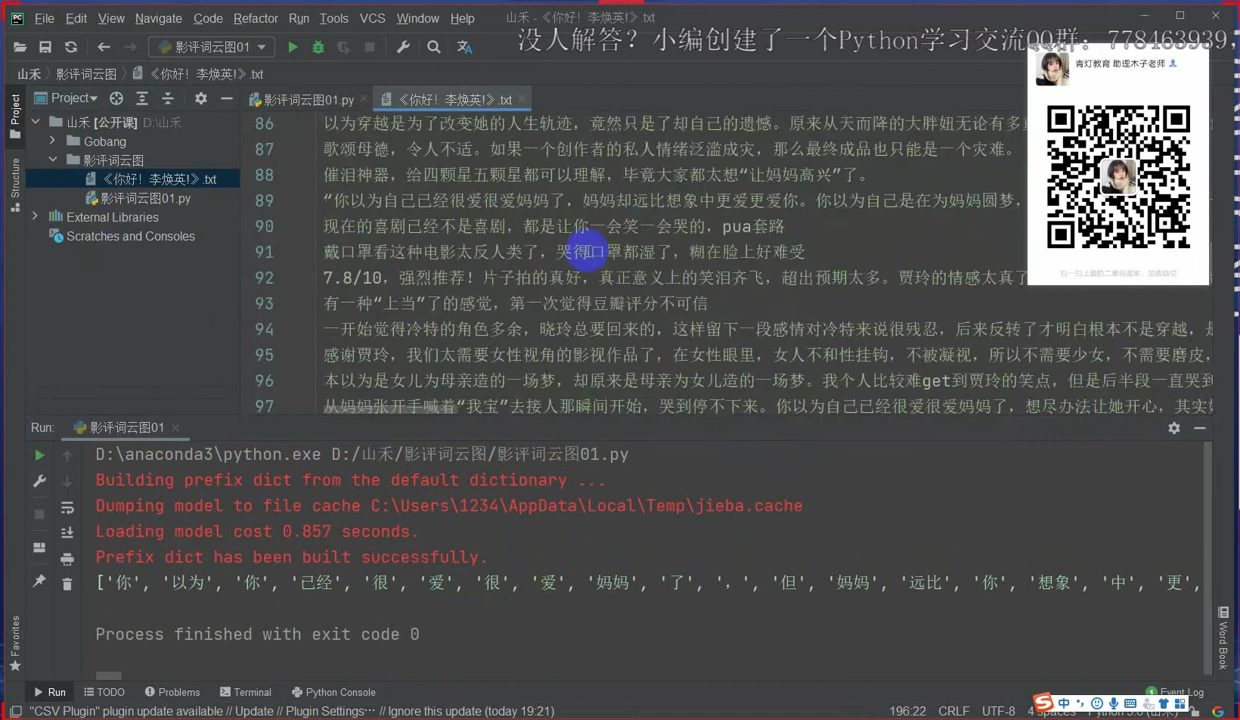 File Edit View Navigate Code Refactor Run Tools VCS Window Help 山禾 - 《你好！李焕英!》.txt
没人解答？小编创建了一个Python学习交流QQ群：778463939,
影评词云图01
山禾 影评词云图 《你好！李焕英!》.txt
青灯教育 助理木子老师
Project
影评词云图01.py 《你好！李焕英!》.txt
Project
Structure
山禾 [公开课] D:\山禾
Gobang
影评词云图
《你好！李焕英!》.txt
影评词云图01.py
External Libraries
Scratches and Consoles
86 以为穿越是为了改变她的人生轨迹，竟然只是了却自己的遗憾。原来从天而降的大胖妞无论有多
87 歌颂母德，令人不适。如果一个创作者的私人情绪泛滥成灾，那么最终成品也只能是一个灾难。
88 催泪神器，给四颗星五颗星都可以理解，毕竟大家都太想“让妈妈高兴”了。
89 “你以为自己已经很爱很爱妈妈了，妈妈却远比想象中更爱更爱你。你以为自己是在为妈妈圆梦，
90 现在的喜剧已经不是喜剧，都是让你一会笑一会哭的，pua套路
91 戴口罩看这种电影太反人类了，哭得口罩都湿了，糊在脸上好难受
92 7.8/10，强烈推荐！片子拍的真好，真正意义上的笑泪齐飞，超出预期太多。贾玲的情感太真了
93 有一种“上当”了的感觉，第一次觉得豆瓣评分不可信
94 一开始觉得冷特的角色多余，晓玲总要回来的，这样留下一段感情对冷特来说很残忍，后来反转了才明白根本不是穿越，是
95 感谢贾玲，我们太需要女性视角的影视作品了，在女性眼里，女人不和性挂钩，不被凝视，所以不需要少女，不需要磨皮，
96 本以为是女儿为母亲造的一场梦，却原来是母亲为女儿造的一场梦。我个人比较难get到贾玲的笑点，但是后半段一直哭到
97 从妈妈张开手喊着“我宝”去接人那瞬间开始，哭到停不下来。你以为自己已经很爱很爱妈妈了，想尽办法让她开心，其实
Run: 影评词云图01
D:\anaconda3\python.exe D:/山禾/影评词云图/影评词云图01.py
Building prefix dict from the default dictionary ...
Dumping model to file cache C:\Users\1234\AppData\Local\Temp\jieba.cache
Loading model cost 0.857 seconds.
Prefix dict has been built successfully.
['你', '以为', '你', '已经', '很', '爱', '很', '爱', '妈妈', '了', '，', '但', '妈妈', '远比', '你', '想象', '中', '更',
Process finished with exit code 0
Favorites
Word Book
Run TODO Problems Terminal Python Console 1 Event Log
"CSV Plugin" plugin update available // Update // Plugin Settings… // Ignore this update (today 19:21) 196:22 CRLF UTF-8
中